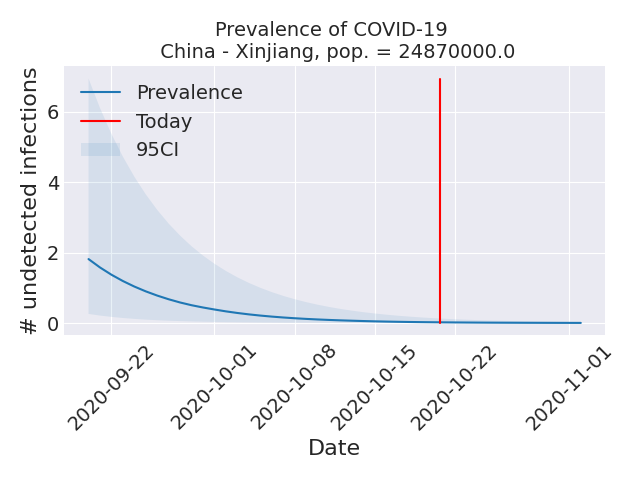 Prevalence of COVID-19
China - Xinjiang, pop. = 24870000.0
# undetected infections
6
4
2
0
Prevalence
Today
95CI
2020-09-22
2020-10-01
2020-10-08
2020-10-15
2020-10-22
2020-11-01
Date